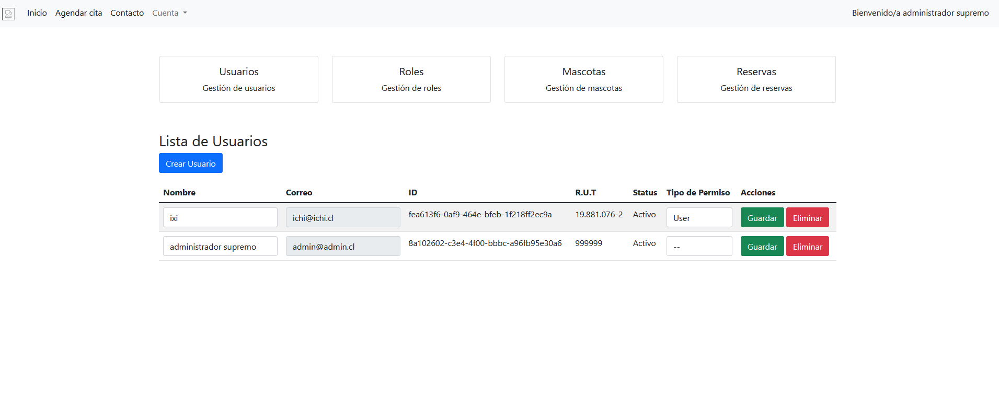 Inicio Agendar cita Contacto Cuenta Bienvenido/a administrador supremo
Usuarios Roles Mascotas Reservas
Gestión de usuarios Gestión de roles Gestión de mascotas Gestión de reservas
Lista de Usuarios
Crear Usuario
Nombre Correo ID R.U.T Status Tipo de Permiso Acciones
ixi ichi@ichi.cl fea613f6-0af9-464e-bfeb-1f218ff2ec9a 19.881.076-2 Activo User Guardar Eliminar
administrador supremo admin@admin.cl 8a102602-c3e4-4f00-bbbc-a96fb95e30a6 999999 Activo -- Guardar Eliminar